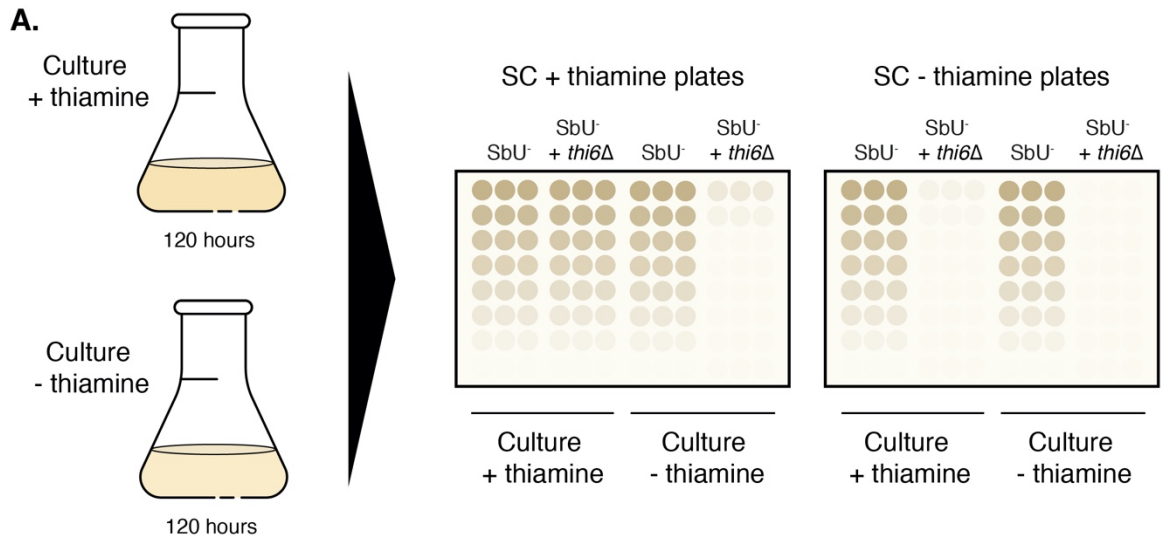 A.
Culture
+ thiamine
120 hours
Culture
- thiamine
120 hours
SC + thiamine plates
SbU-
SbU-
+ thi6Δ
SbU-
SbU-
+ thi6Δ
Culture
+ thiamine
Culture
- thiamine
SC - thiamine plates
SbU-
SbU-
+ thi6Δ
SbU-
SbU-
+ thi6Δ
Culture
+ thiamine
Culture
- thiamine